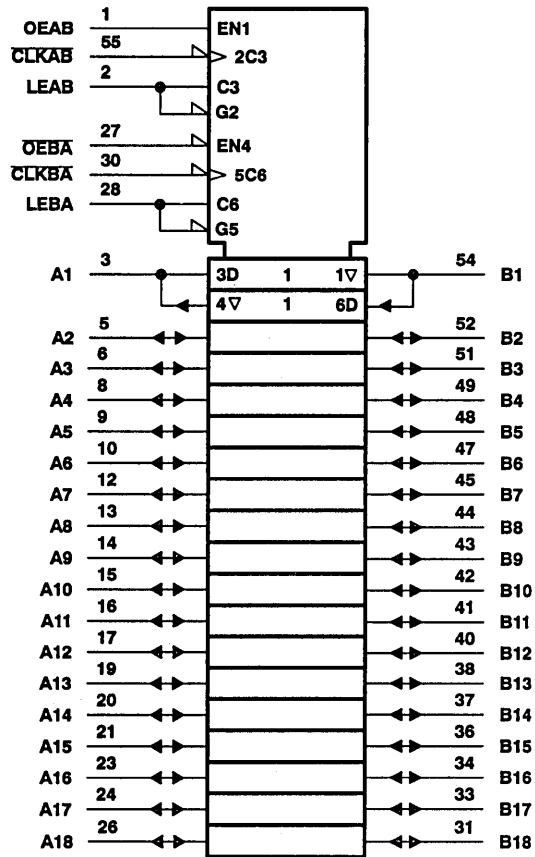 OEAB 1 EN1
CLKAB 55 2C3
LEAB 2 C3
G2
OEBA 27 EN4
CLKBA 30 5C6
LEBA 28 C6
G5
A1 3 3D 1 1▽ 54 B1
4▽ 1 6D
A2 5 52 B2
A3 6 51 B3
A4 8 49 B4
A5 9 48 B5
A6 10 47 B6
A7 12 45 B7
A8 13 44 B8
A9 14 43 B9
A10 15 42 B10
A11 16 41 B11
A12 17 40 B12
A13 19 38 B13
A14 20 37 B14
A15 21 36 B15
A16 23 34 B16
A17 24 33 B17
A18 26 31 B18